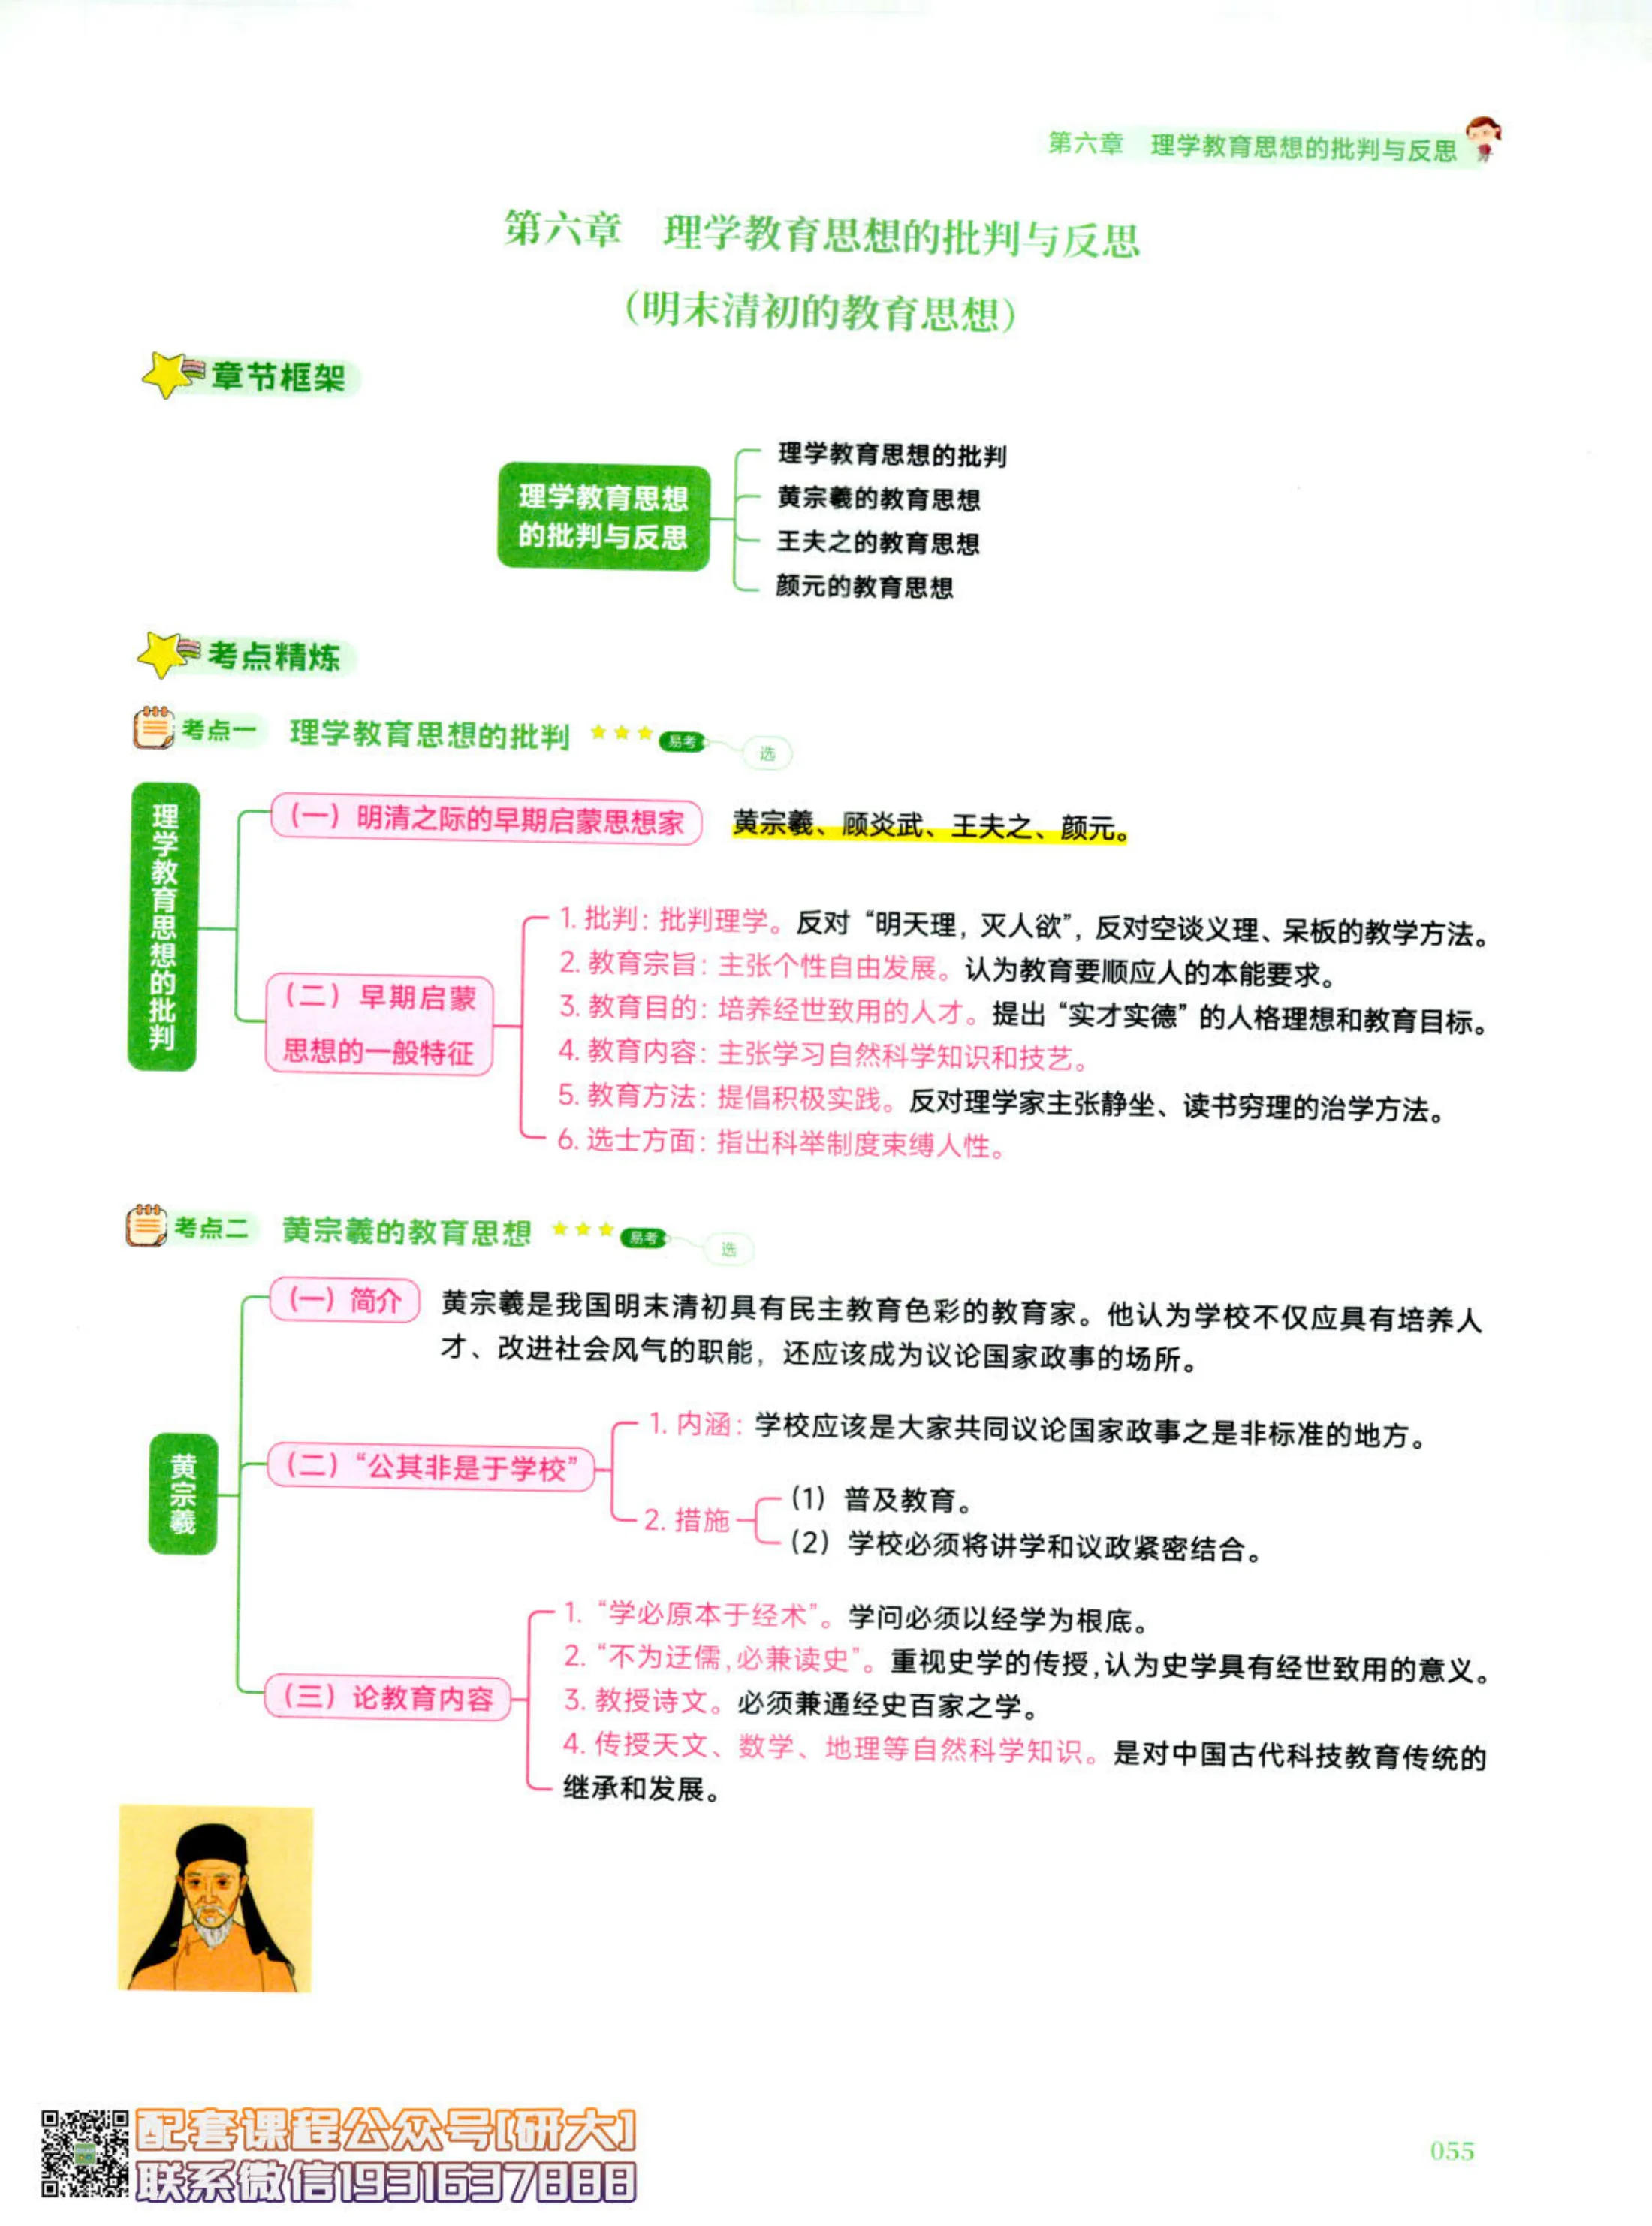 第六章 理学教育思想的批判与反思
第六章 理学教育思想的批判与反思
（明末清初的教育思想）
章节框架
理学教育思想
的批判与反思
理学教育思想的批判
黄宗羲的教育思想
王夫之的教育思想
颜元的教育思想
考点精炼
考点一 理学教育思想的批判 易考 选
理学教育思想的批判
（一）明清之际的早期启蒙思想家 黄宗羲、顾炎武、王夫之、颜元。
（二）早期启蒙
思想的一般特征
1. 批判：批判理学。反对“明天理，灭人欲”，反对空谈义理、呆板的教学方法。
2. 教育宗旨：主张个性自由发展。认为教育要顺应人的本能要求。
3. 教育目的：培养经世致用的人才。提出“实才实德”的人格理想和教育目标。
4. 教育内容：主张学习自然科学知识和技艺。
5. 教育方法：提倡积极实践。反对理学家主张静坐、读书穷理的治学方法。
6. 选士方面：指出科举制度束缚人性。
考点二 黄宗羲的教育思想 易考 选
黄宗羲
（一）简介 黄宗羲是我国明末清初具有民主教育色彩的教育家。他认为学校不仅应具有培养人
才、改进社会风气的职能，还应该成为议论国家政事的场所。
（二）“公其非是于学校”
1. 内涵：学校应该是大家共同议论国家政事之是非标准的地方。
2. 措施
（1）普及教育。
（2）学校必须将讲学和议政紧密结合。
（三）论教育内容
1. “学必原本于经术”。学问必须以经学为根底。
2. “不为迂儒，必兼读史”。重视史学的传授，认为史学具有经世致用的意义。
3. 教授诗文。必须兼通经史百家之学。
4. 传授天文、数学、地理等自然科学知识。是对中国古代科技教育传统的
继承和发展。
配套课程公众号[研大]
联系微信1931637888
055